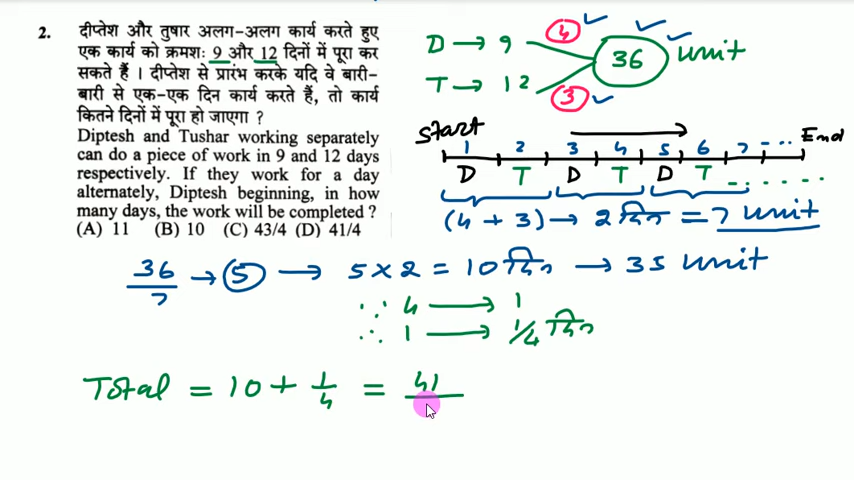 2. दीप्तेश और तुषार अलग-अलग कार्य करते हुए
एक कार्य को क्रमशः 9 और 12 दिनों में पूरा कर
सकते हैं । दीप्तेश से प्रारंभ करके यदि वे बारी-
बारी से एक-एक दिन कार्य करते हैं, तो कार्य
कितने दिनों में पूरा हो जाएगा ?
Diptesh and Tushar working separately
can do a piece of work in 9 and 12 days
respectively. If they work for a day
alternately, Diptesh beginning, in how
many days, the work will be completed ?
(A) 11 (B) 10 (C) 43/4 (D) 41/4
D → 9 4
36 unit
T → 12 3
Start End
1 2 3 4 5 6 7 ...
D T D T D T ......
(4 + 3) → 2 दिन = 7 unit
36/7 → 5 → 5 × 2 = 10 दिन → 35 unit
∵ 4 → 1
∴ 1 → 1/4 दिन
Total = 10 + 1/4 = 41